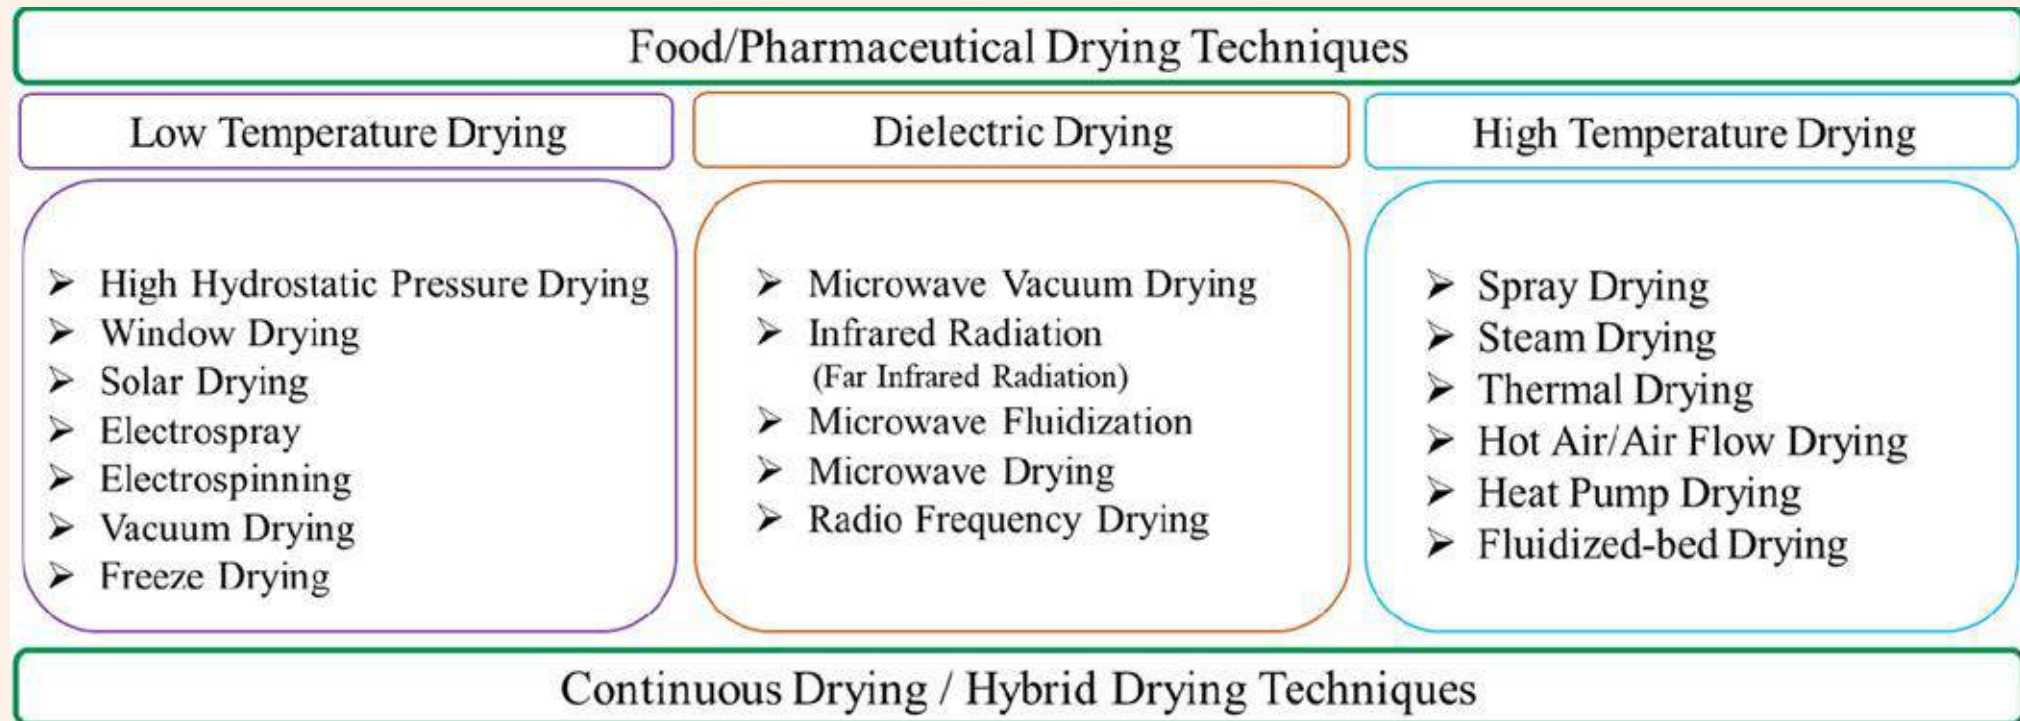 Food/Pharmaceutical Drying Techniques
Low Temperature Drying
➢ High Hydrostatic Pressure Drying
➢ Window Drying
➢ Solar Drying
➢ Electrospray
➢ Electrospinning
➢ Vacuum Drying
➢ Freeze Drying
Dielectric Drying
➢ Microwave Vacuum Drying
➢ Infrared Radiation
(Far Infrared Radiation)
➢ Microwave Fluidization
➢ Microwave Drying
➢ Radio Frequency Drying
High Temperature Drying
➢ Spray Drying
➢ Steam Drying
➢ Thermal Drying
➢ Hot Air/Air Flow Drying
➢ Heat Pump Drying
➢ Fluidized-bed Drying
Continuous Drying / Hybrid Drying Techniques